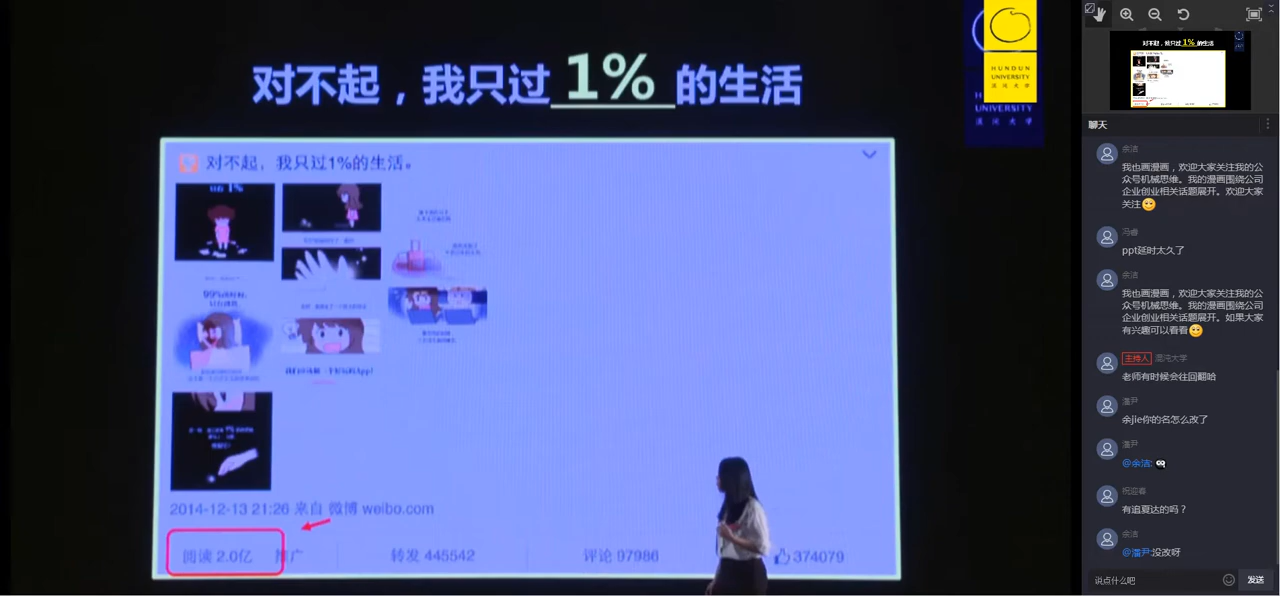 对不起，我只过 1% 的生活
HUNDUN
UNIVERSITY
混沌大学
UNIVERSITY
混沌大学
对不起，我只过1%的生活。
2014-12-13 21:26 来自 微博 weibo.com
阅读 2.0亿
推广
转发 445542
评论 97986
374079
对不起，我只过 1% 的生活
聊天
余洁
我也画漫画，欢迎大家关注我的公
众号机械思维。我的漫画围绕公司
企业创业相关话题展开。欢迎大家
关注
冯睿
ppt延时太久了
余洁
我也画漫画，欢迎大家关注我的公
众号机械思维。我的漫画围绕公司
企业创业相关话题展开。如果大家
有兴趣可以看看
主持人 混沌大学
老师有时候会往回翻哈
潘尹
余jie你的名怎么改了
潘尹
@余洁:
祝迎春
有追夏达的吗？
余洁
@潘尹:没改呀
说点什么吧
发送